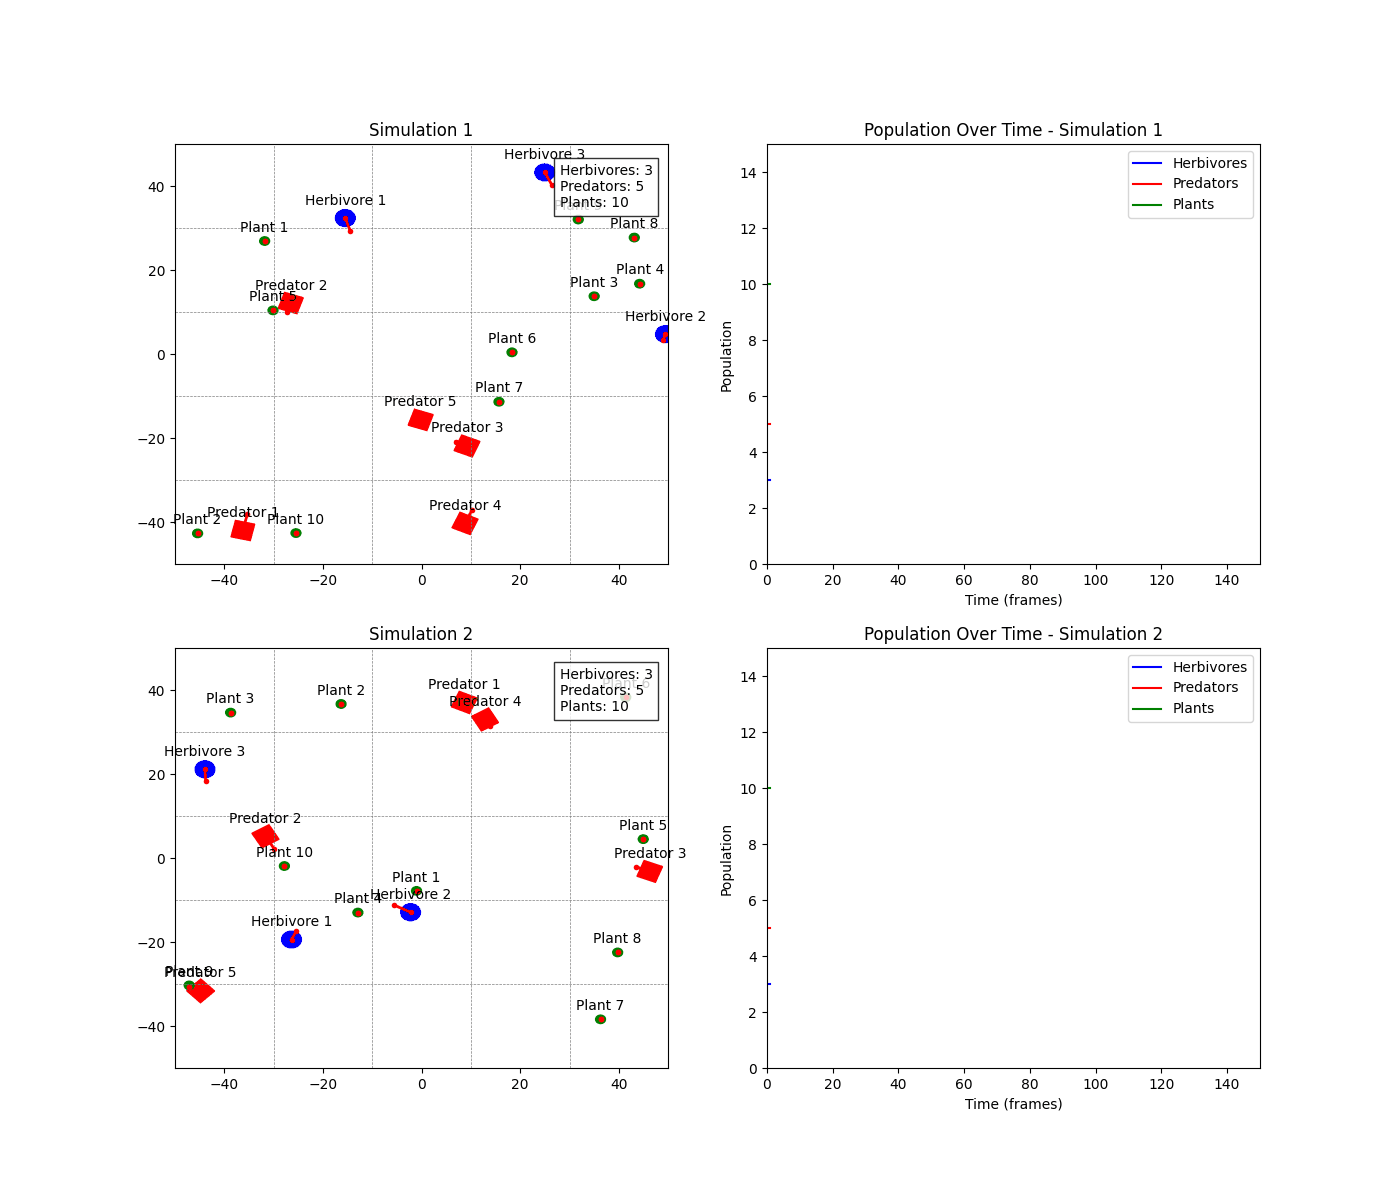 Simulation 1
Herbivore 3
Herbivores: 3
Predators: 5
Plants: 10
Herbivore 1
Plant 1
Plant 8
Plant 4
Predator 2
Plant 3
Plant 5
Herbivore 2
Plant 6
Plant 7
Predator 5
Predator 3
Predator 4
Predator 1
Plant 2
Plant 10
40
20
0
−20
−40
−40
−20
0
20
40
Population Over Time - Simulation 1
Herbivores
Predators
Plants
Population
14
12
10
8
6
4
2
0
0
20
40
60
80
100
120
140
Time (frames)
Simulation 2
Herbivores: 3
Predators: 5
Plants: 10
Plant 6
Predator 1
Plant 2
Plant 3
Predator 4
Herbivore 3
Predator 2
Plant 5
Plant 10
Predator 3
Plant 1
Herbivore 2
Plant 4
Herbivore 1
Plant 8
Plant 9
Predator 5
Plant 7
40
20
0
−20
−40
−40
−20
0
20
40
Population Over Time - Simulation 2
Herbivores
Predators
Plants
Population
14
12
10
8
6
4
2
0
0
20
40
60
80
100
120
140
Time (frames)